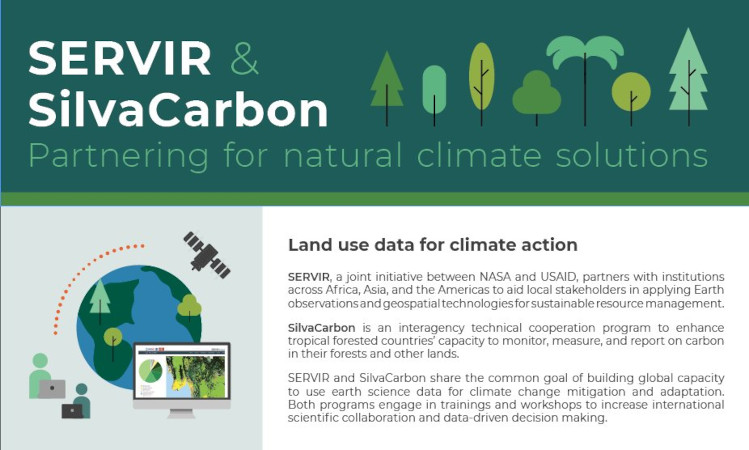 SERVIR &
SilvaCarbon
Partnering for natural climate solutions
Land use data for climate action
SERVIR, a joint initiative between NASA and USAID, partners with institutions
across Africa, Asia, and the Americas to aid local stakeholders in applying Earth
observations and geospatial technologies for sustainable resource management.
SilvaCarbon is an interagency technical cooperation program to enhance
tropical forested countries’ capacity to monitor, measure, and report on carbon
in their forests and other lands.
SERVIR and SilvaCarbon share the common goal of building global capacity
to use earth science data for climate change mitigation and adaptation.
Both programs engage in trainings and workshops to increase international
scientific collaboration and data-driven decision making.